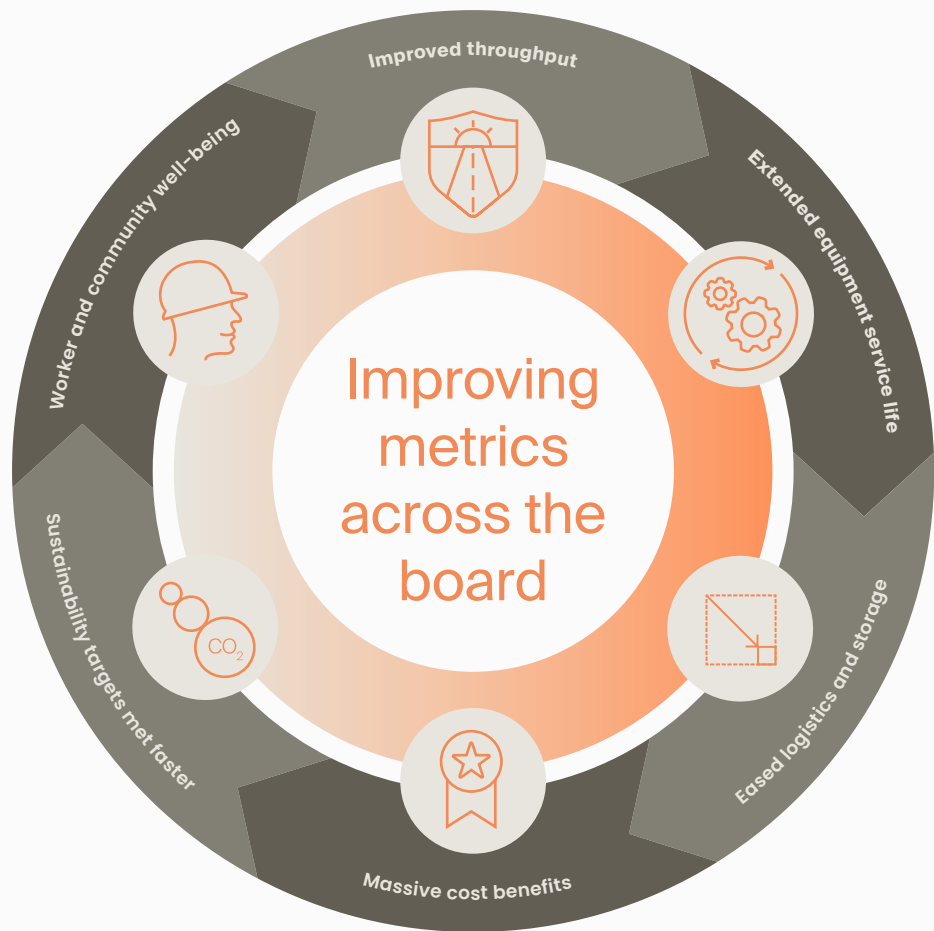 Improved throughput
Extended equipment service life
Eased logistics and storage
Massive cost benefits
Sustainability targets met faster
Worker and community well-being
CO₂
Improving
metrics
across the
board